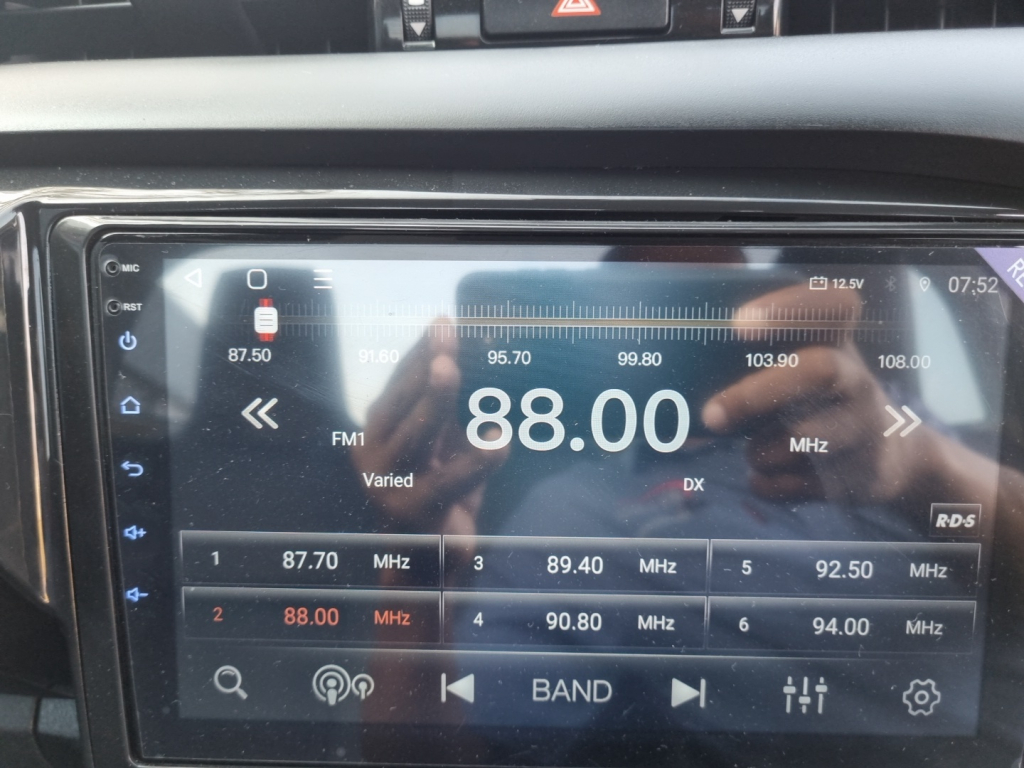 MIC
12.5V 07:52
RST
87.50 91.60 95.70 99.80 103.90 108.00
88.00
FM1 MHz
Varied DX
R·D·S
1 87.70 MHz 3 89.40 MHz 5 92.50 MHz
2 88.00 MHz 4 90.80 MHz 6 94.00 MHz
BAND